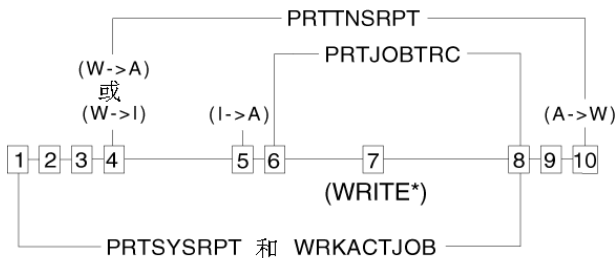 PRTTNSRPT
(W->A)
或
(W->I)
(I->A)
PRTJOBTRC
(A->W)
1 2 3 4 5 6 7 8 9 10
(WRITE*)
PRTSYSRPT 和 WRKACTJOB